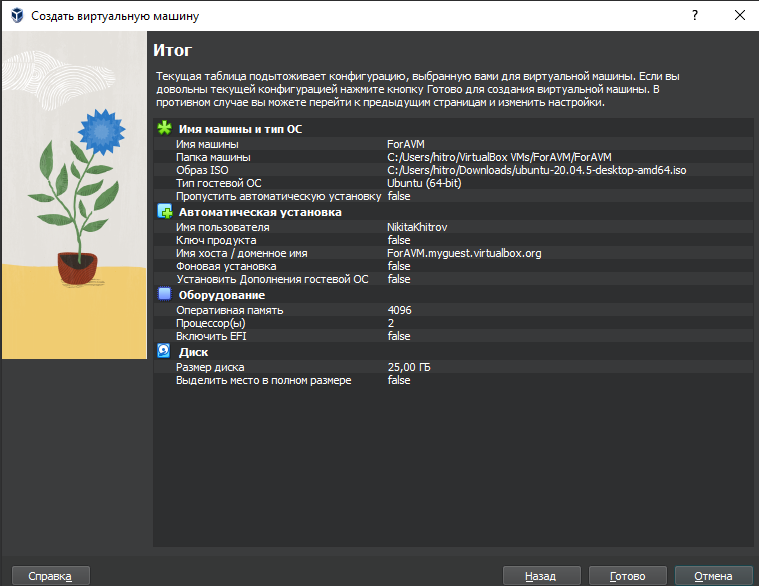 Создать виртуальную машину
?
Итог
Текущая таблица подытоживает конфигурацию, выбранную вами для виртуальной машины. Если вы
довольны текущей конфигурацией нажмите кнопку Готово для создания виртуальной машины. В
противном случае вы можете перейти к предыдущим страницам и изменить настройки.
Имя машины и тип ОС
Имя машины ForAVM
Папка машины C:/Users/hitro/VirtualBox VMs/ForAVM/ForAVM
Образ ISO C:/Users/hitro/Downloads/ubuntu-20.04.5-desktop-amd64.iso
Тип гостевой ОС Ubuntu (64-bit)
Пропустить автоматическую установку false
Автоматическая установка
Имя пользователя NikitaKhitrov
Ключ продукта false
Имя хоста / доменное имя ForAVM.myguest.virtualbox.org
Фоновая установка false
Установить Дополнения гостевой ОС false
Оборудование
Оперативная память 4096
Процессор(ы) 2
Включить EFI false
Диск
Размер диска 25,00 ГБ
Выделить место в полном размере false
Справка Назад Готово Отмена